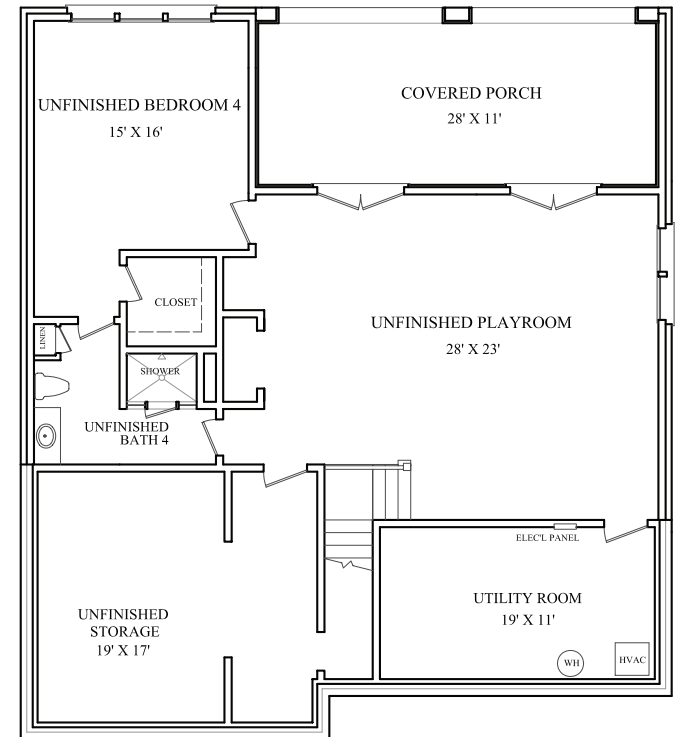 COVERED PORCH
28' X 11'
UNFINISHED BEDROOM 4
15' X 16'
CLOSET
UNFINISHED PLAYROOM
28' X 23'
LINEN
SHOWER
UNFINISHED
BATH 4
ELEC'L PANEL
UTILITY ROOM
19' X 11'
UNFINISHED
STORAGE
19' X 17'
WH
HVAC